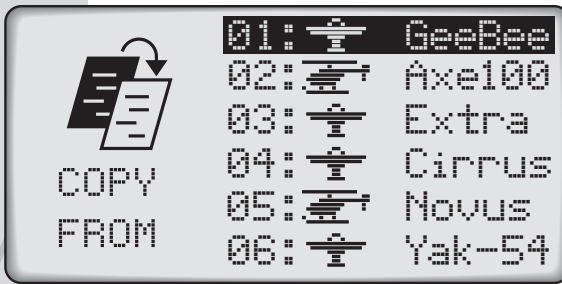 COPY
FROM
01: GeeBee
02: Axe100
03: Extra
04: Cirrus
05: Novus
06: Yak-54